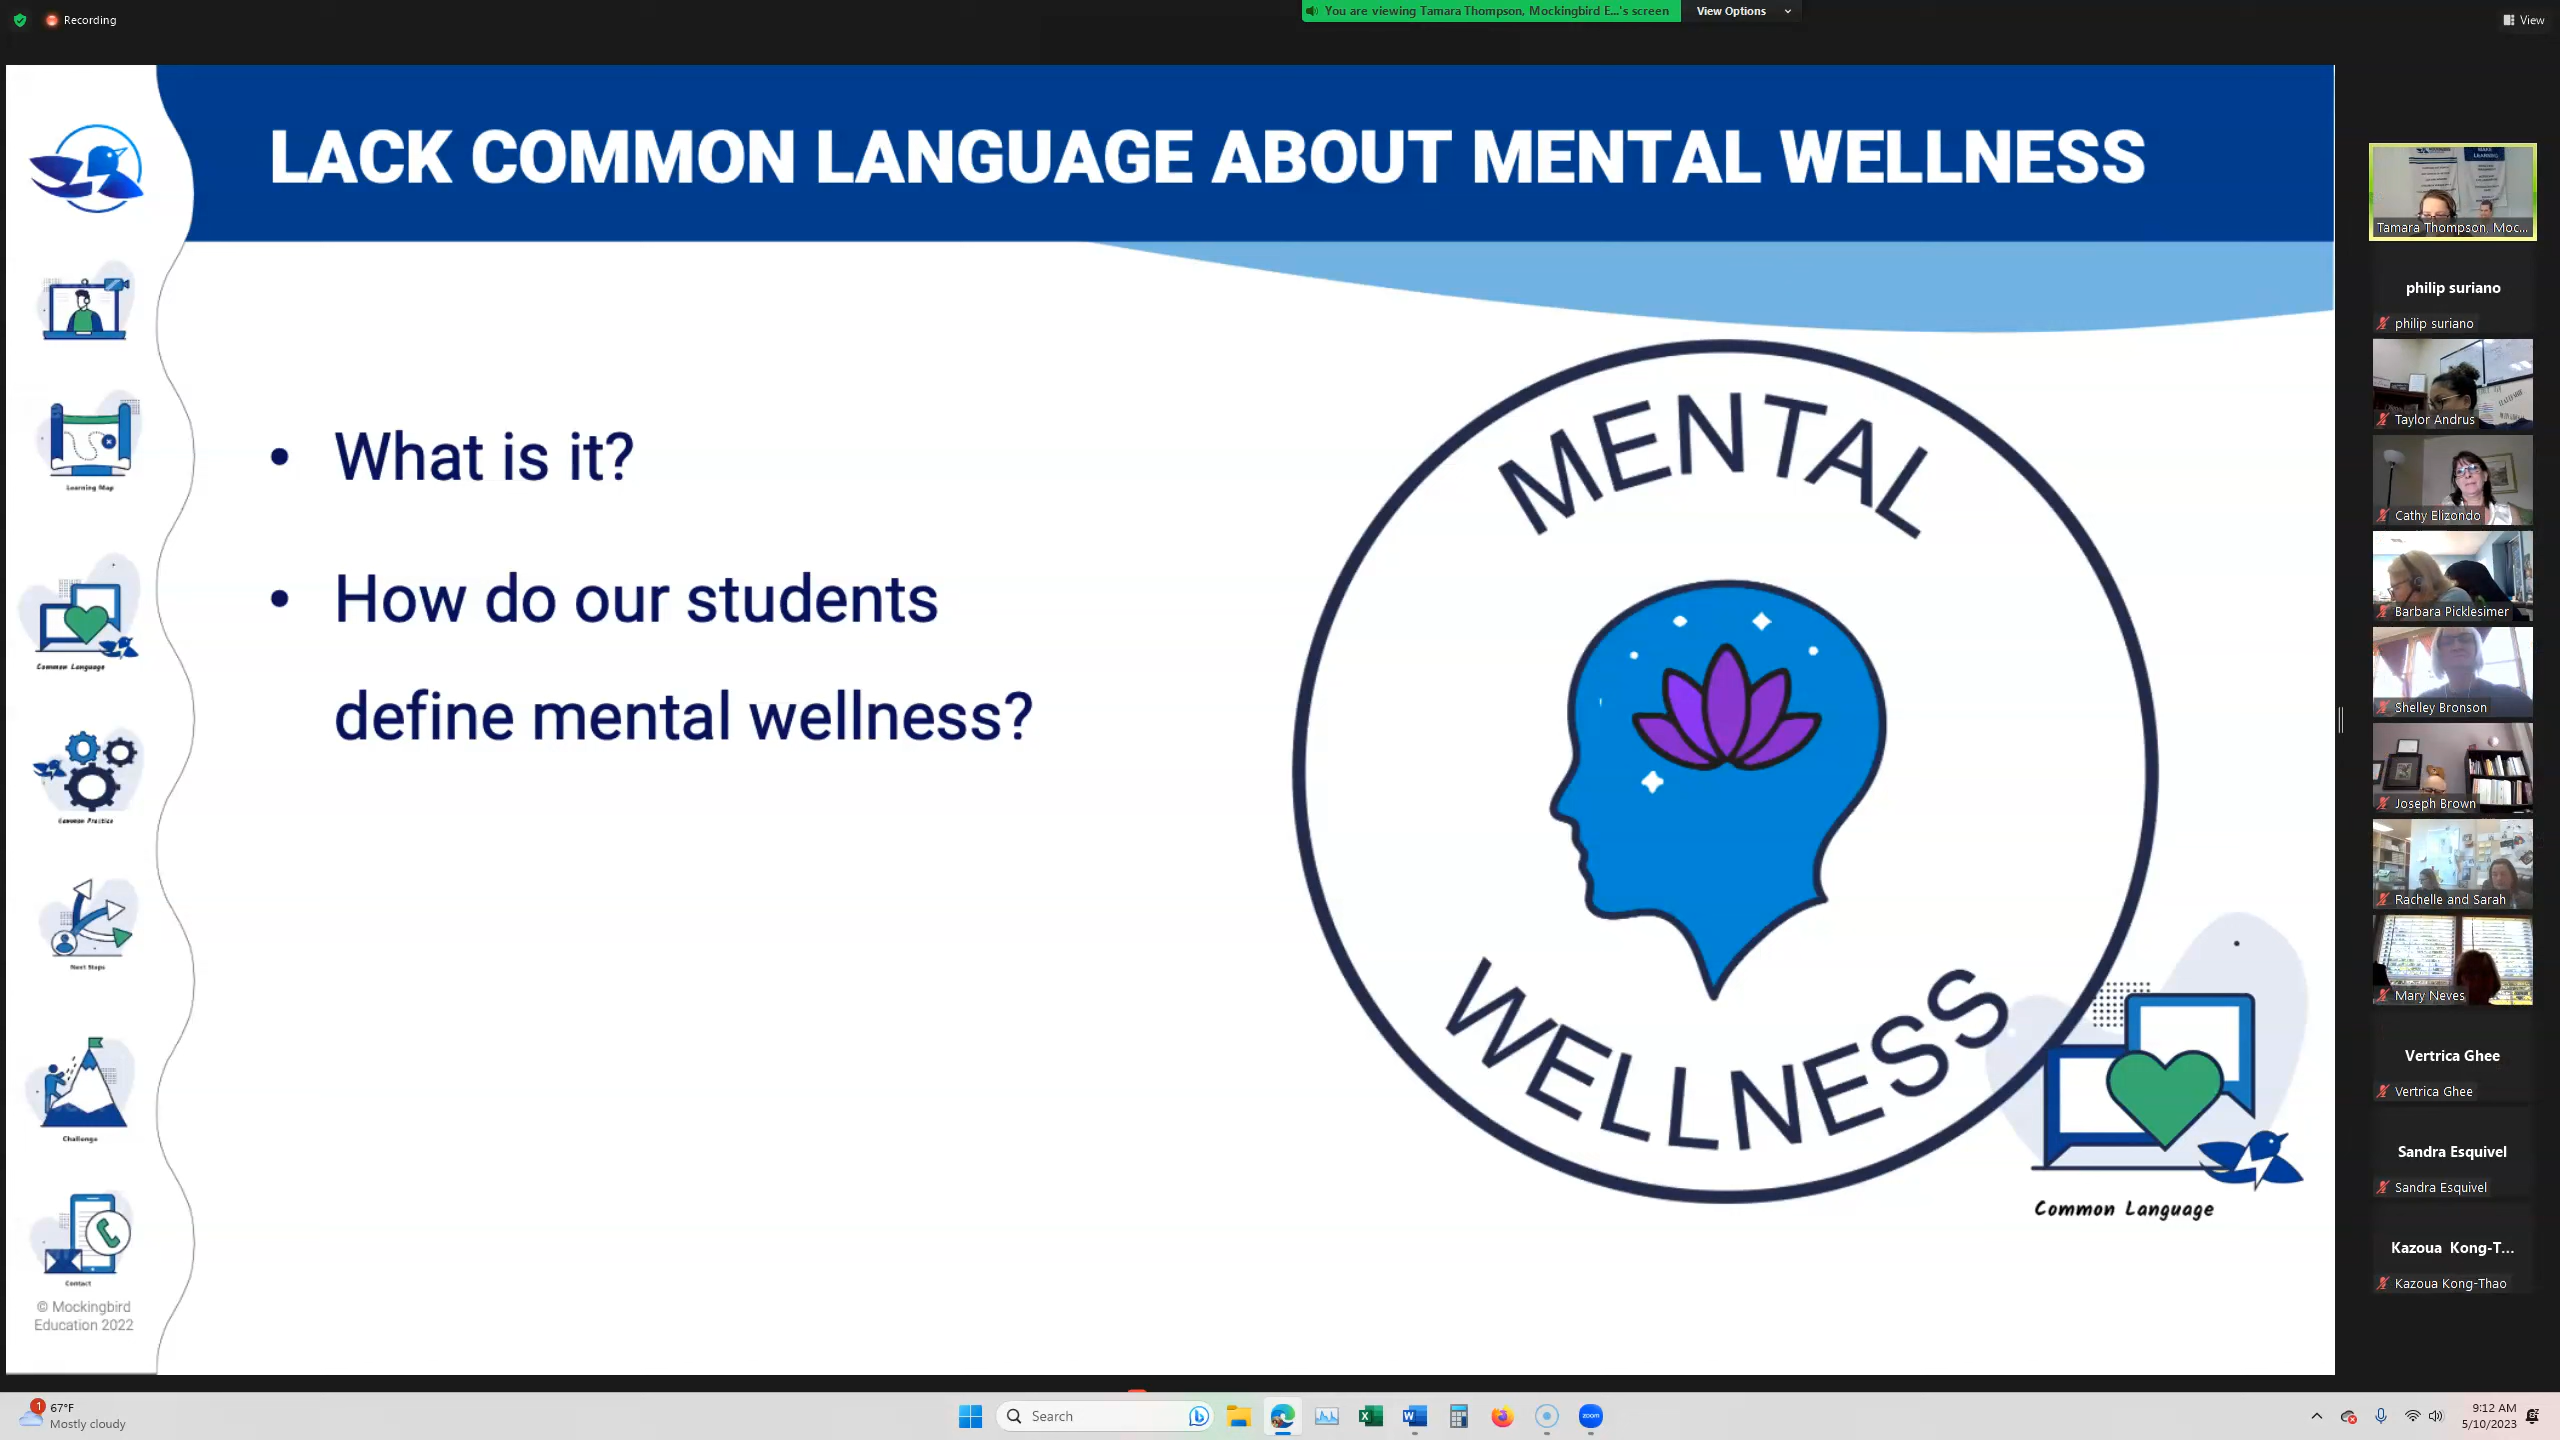 Recording
You are viewing Tamara Thompson, Mockingbird E...'s screen
View Options
View
LACK COMMON LANGUAGE ABOUT MENTAL WELLNESS
• What is it?
• How do our students
define mental wellness?
MENTAL
WELLNESS
Common Language
Learning Map
Common Language
Common Practice
Next Steps
Challenge
Contact
© Mockingbird
Education 2022
Tamara Thompson, Moc...
philip suriano
philip suriano
Taylor Andrus
Cathy Elizondo
Barbara Picklesimer
Shelley Bronson
Joseph Brown
Rachelle and Sarah
Mary Neves
Vertrica Ghee
Vertrica Ghee
Sandra Esquivel
Sandra Esquivel
Kazoua Kong-T...
Kazoua Kong-Thao
1
67°F
Mostly cloudy
Search
zoom
9:12 AM
5/10/2023